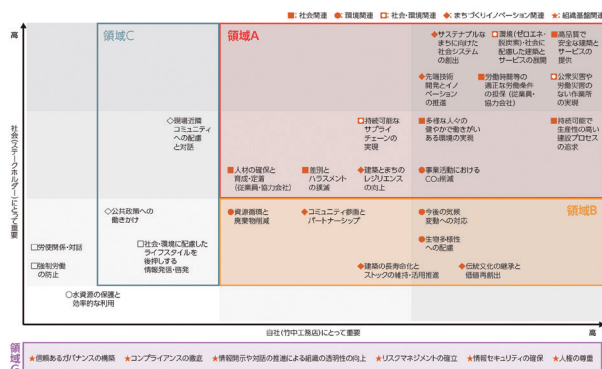 ■：社会関連 ●：環境関連 □：社会・環境関連 ◆：まちづくりイノベーション関連 ★：組織基盤関連
高
領域C
領域A
◆サステナブルな
まちに向けた
社会システム
の創出
□環境(ゼロエネ・
脱炭素)・社会に
配慮した建築と
サービスの展開
■高品質で
安全な建築と
サービスの
提供
◆先端技術
開発とイノ
ベーション
の推進
■労働時間等の
適正な労働条件
の担保(従業員・
協力会社)
□公衆災害や
労働災害の
ない作業所
の実現
◇現場近隣
コミュニティ
への配慮
と対話
□持続可能な
サプライ
チェーンの
実現
■多様な人々の
健やかで働きがい
ある環境の実現
■持続可能で
生産性の高い
建設プロセス
の追求
■人材の確保と
育成・定着
(従業員・協力会社)
■差別と
ハラスメント
の撲滅
◆建築とまちの
レジリエンス
の向上
●事業活動における
CO₂削減
社会(ステークホルダー)にとって重要
領域B
◇公共政策への
働きかけ
●資源循環と
廃棄物削減
◆コミュニティ参画と
パートナーシップ
●今後の気候
変動への対応
□労使関係・対話
□社会・環境に配慮した
ライフスタイルを
後押しする
情報発信・啓発
●生物多様性
への配慮
□強制労働
の防止
◆建築の長寿命化と
ストックの維持・活用推進
◆伝統文化の継承と
価値再創出
○水資源の保護と
効率的な利用
自社(竹中工務店)にとって重要
高
領域G
★信頼あるガバナンスの構築 ★コンプライアンスの徹底 ★情報開示や対話の推進による組織の透明性の向上 ★リスクマネジメントの確立 ★情報セキュリティの確保 ★人権の尊重